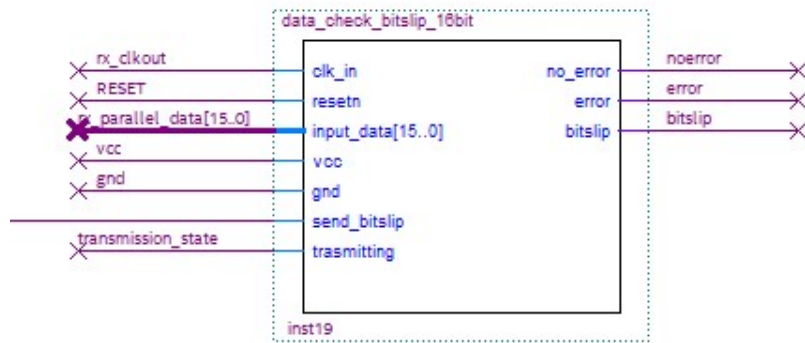 data_check_bitslip_16bit
rx_clkout clk_in no_error noerror
RESET resetn error error
rx_parallel_data[15..0] input_data[15..0] bitslip bitslip
vcc vcc
gnd gnd
send_bitslip
transmission_state trasmitting
inst19